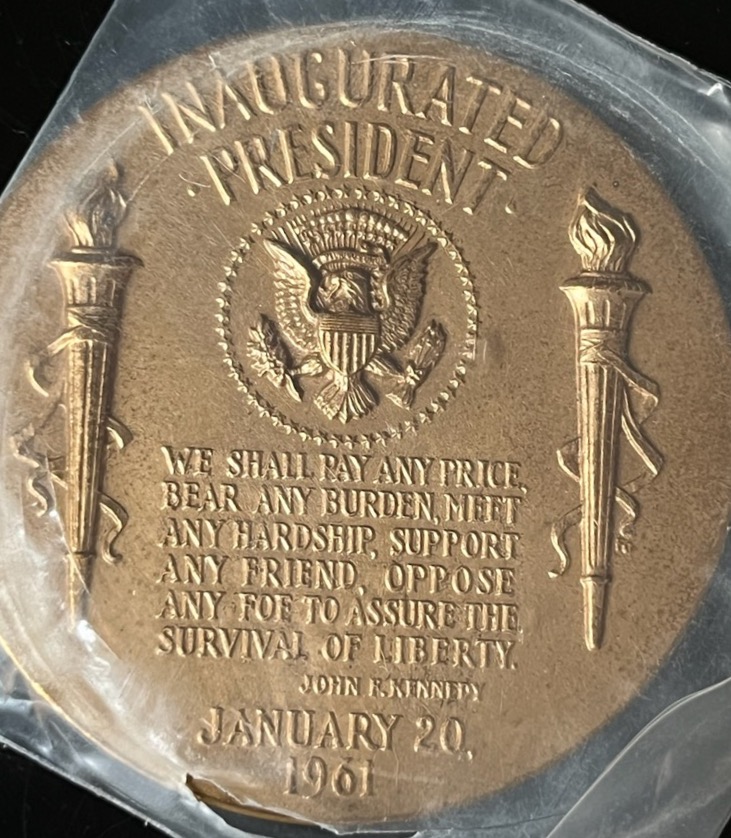 INAUGURATED
·PRESIDENT·
WE SHALL PAY ANY PRICE,
BEAR ANY BURDEN, MEET
ANY HARDSHIP, SUPPORT
ANY FRIEND, OPPOSE
ANY FOE TO ASSURE THE
SURVIVAL OF LIBERTY.
JOHN F. KENNEDY
JANUARY 20,
1961